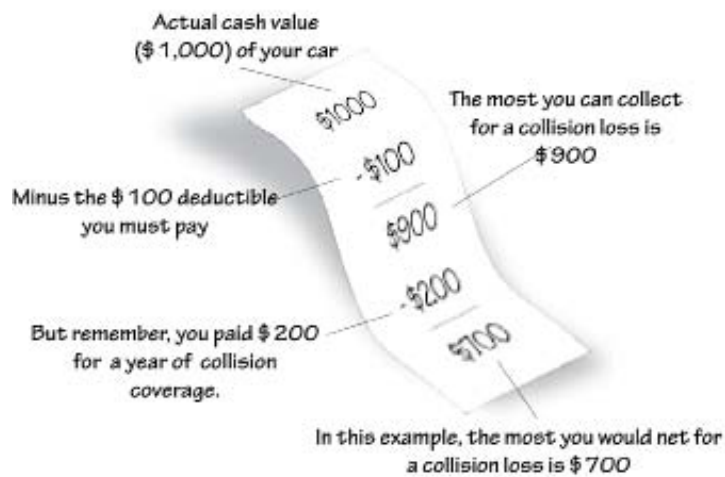 Actual cash value
($1,000) of your car
$1000
The most you can collect
for a collision loss is
$900
-$100
Minus the $100 deductible
you must pay
$900
-$200
But remember, you paid $200
for a year of collision
coverage.
$700
In this example, the most you would net for
a collision loss is $700